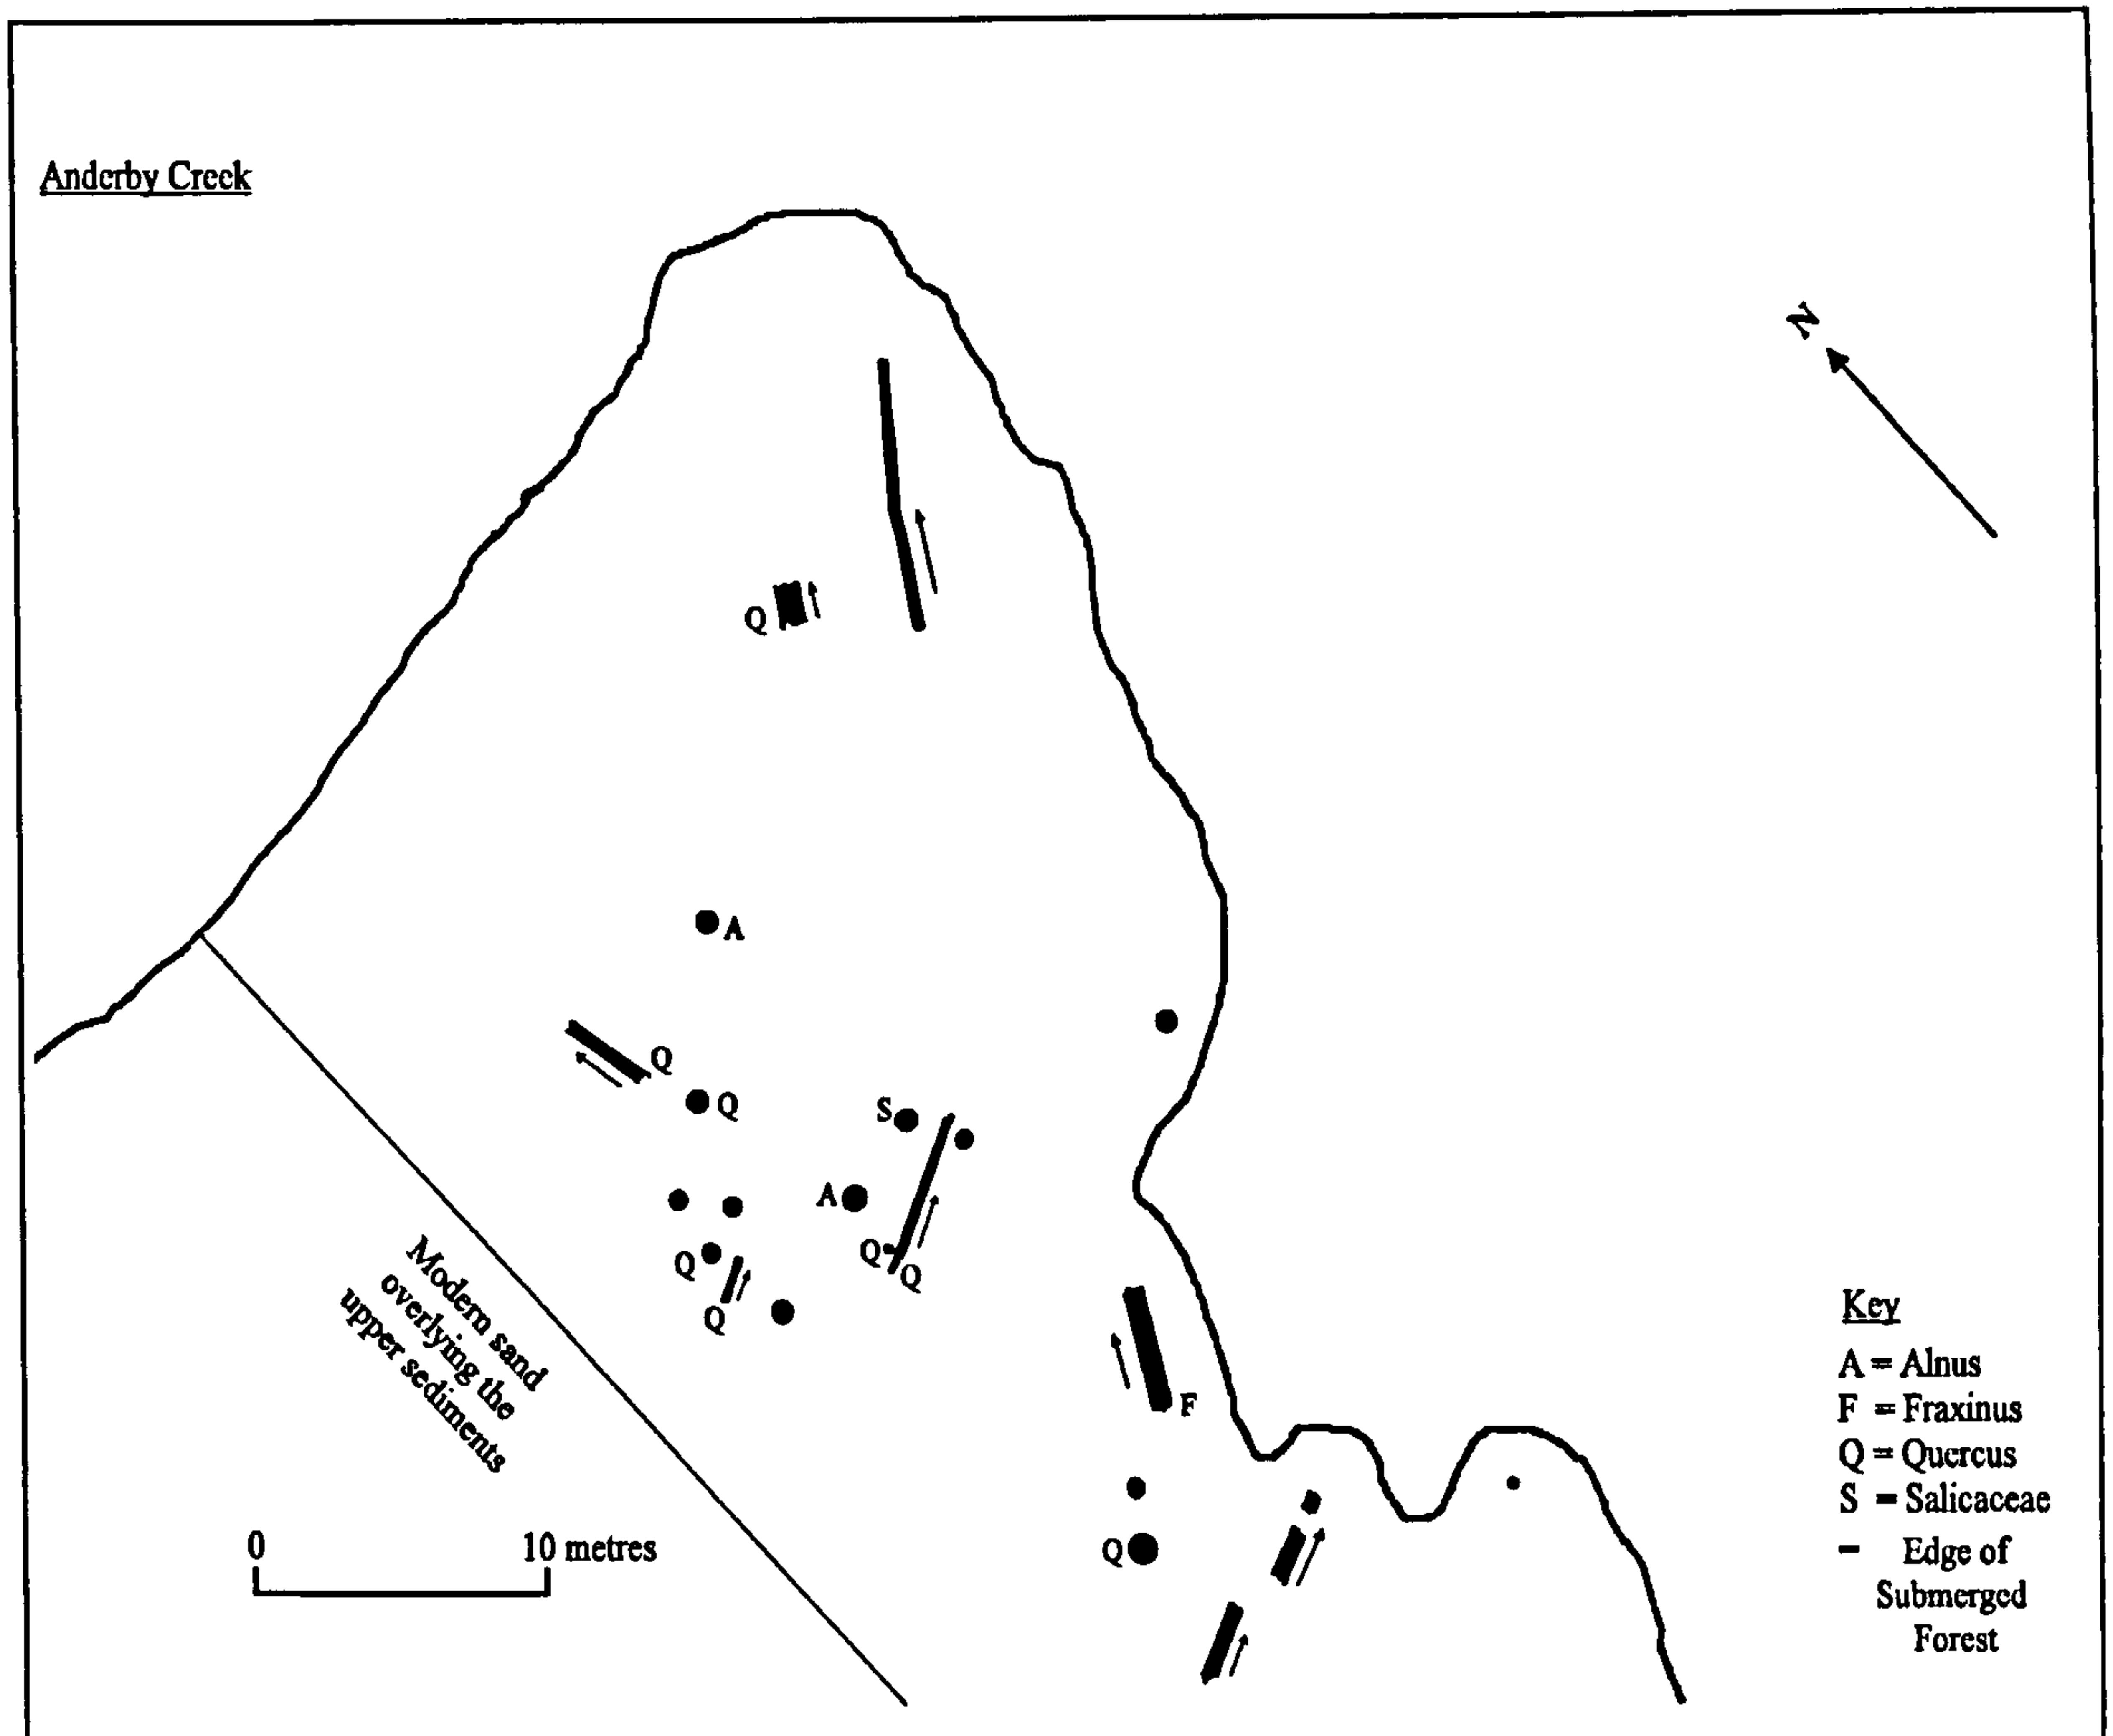 Anderby Creek
N
Q
A
Q
Q
S
A
Q
Q
Q
Q
F
Q
Modern sand
overlying the
upper sediments
0 10 metres
Key
A = Alnus
F = Fraxinus
Q = Quercus
S = Salicaceae
- Edge of
Submerged
Forest